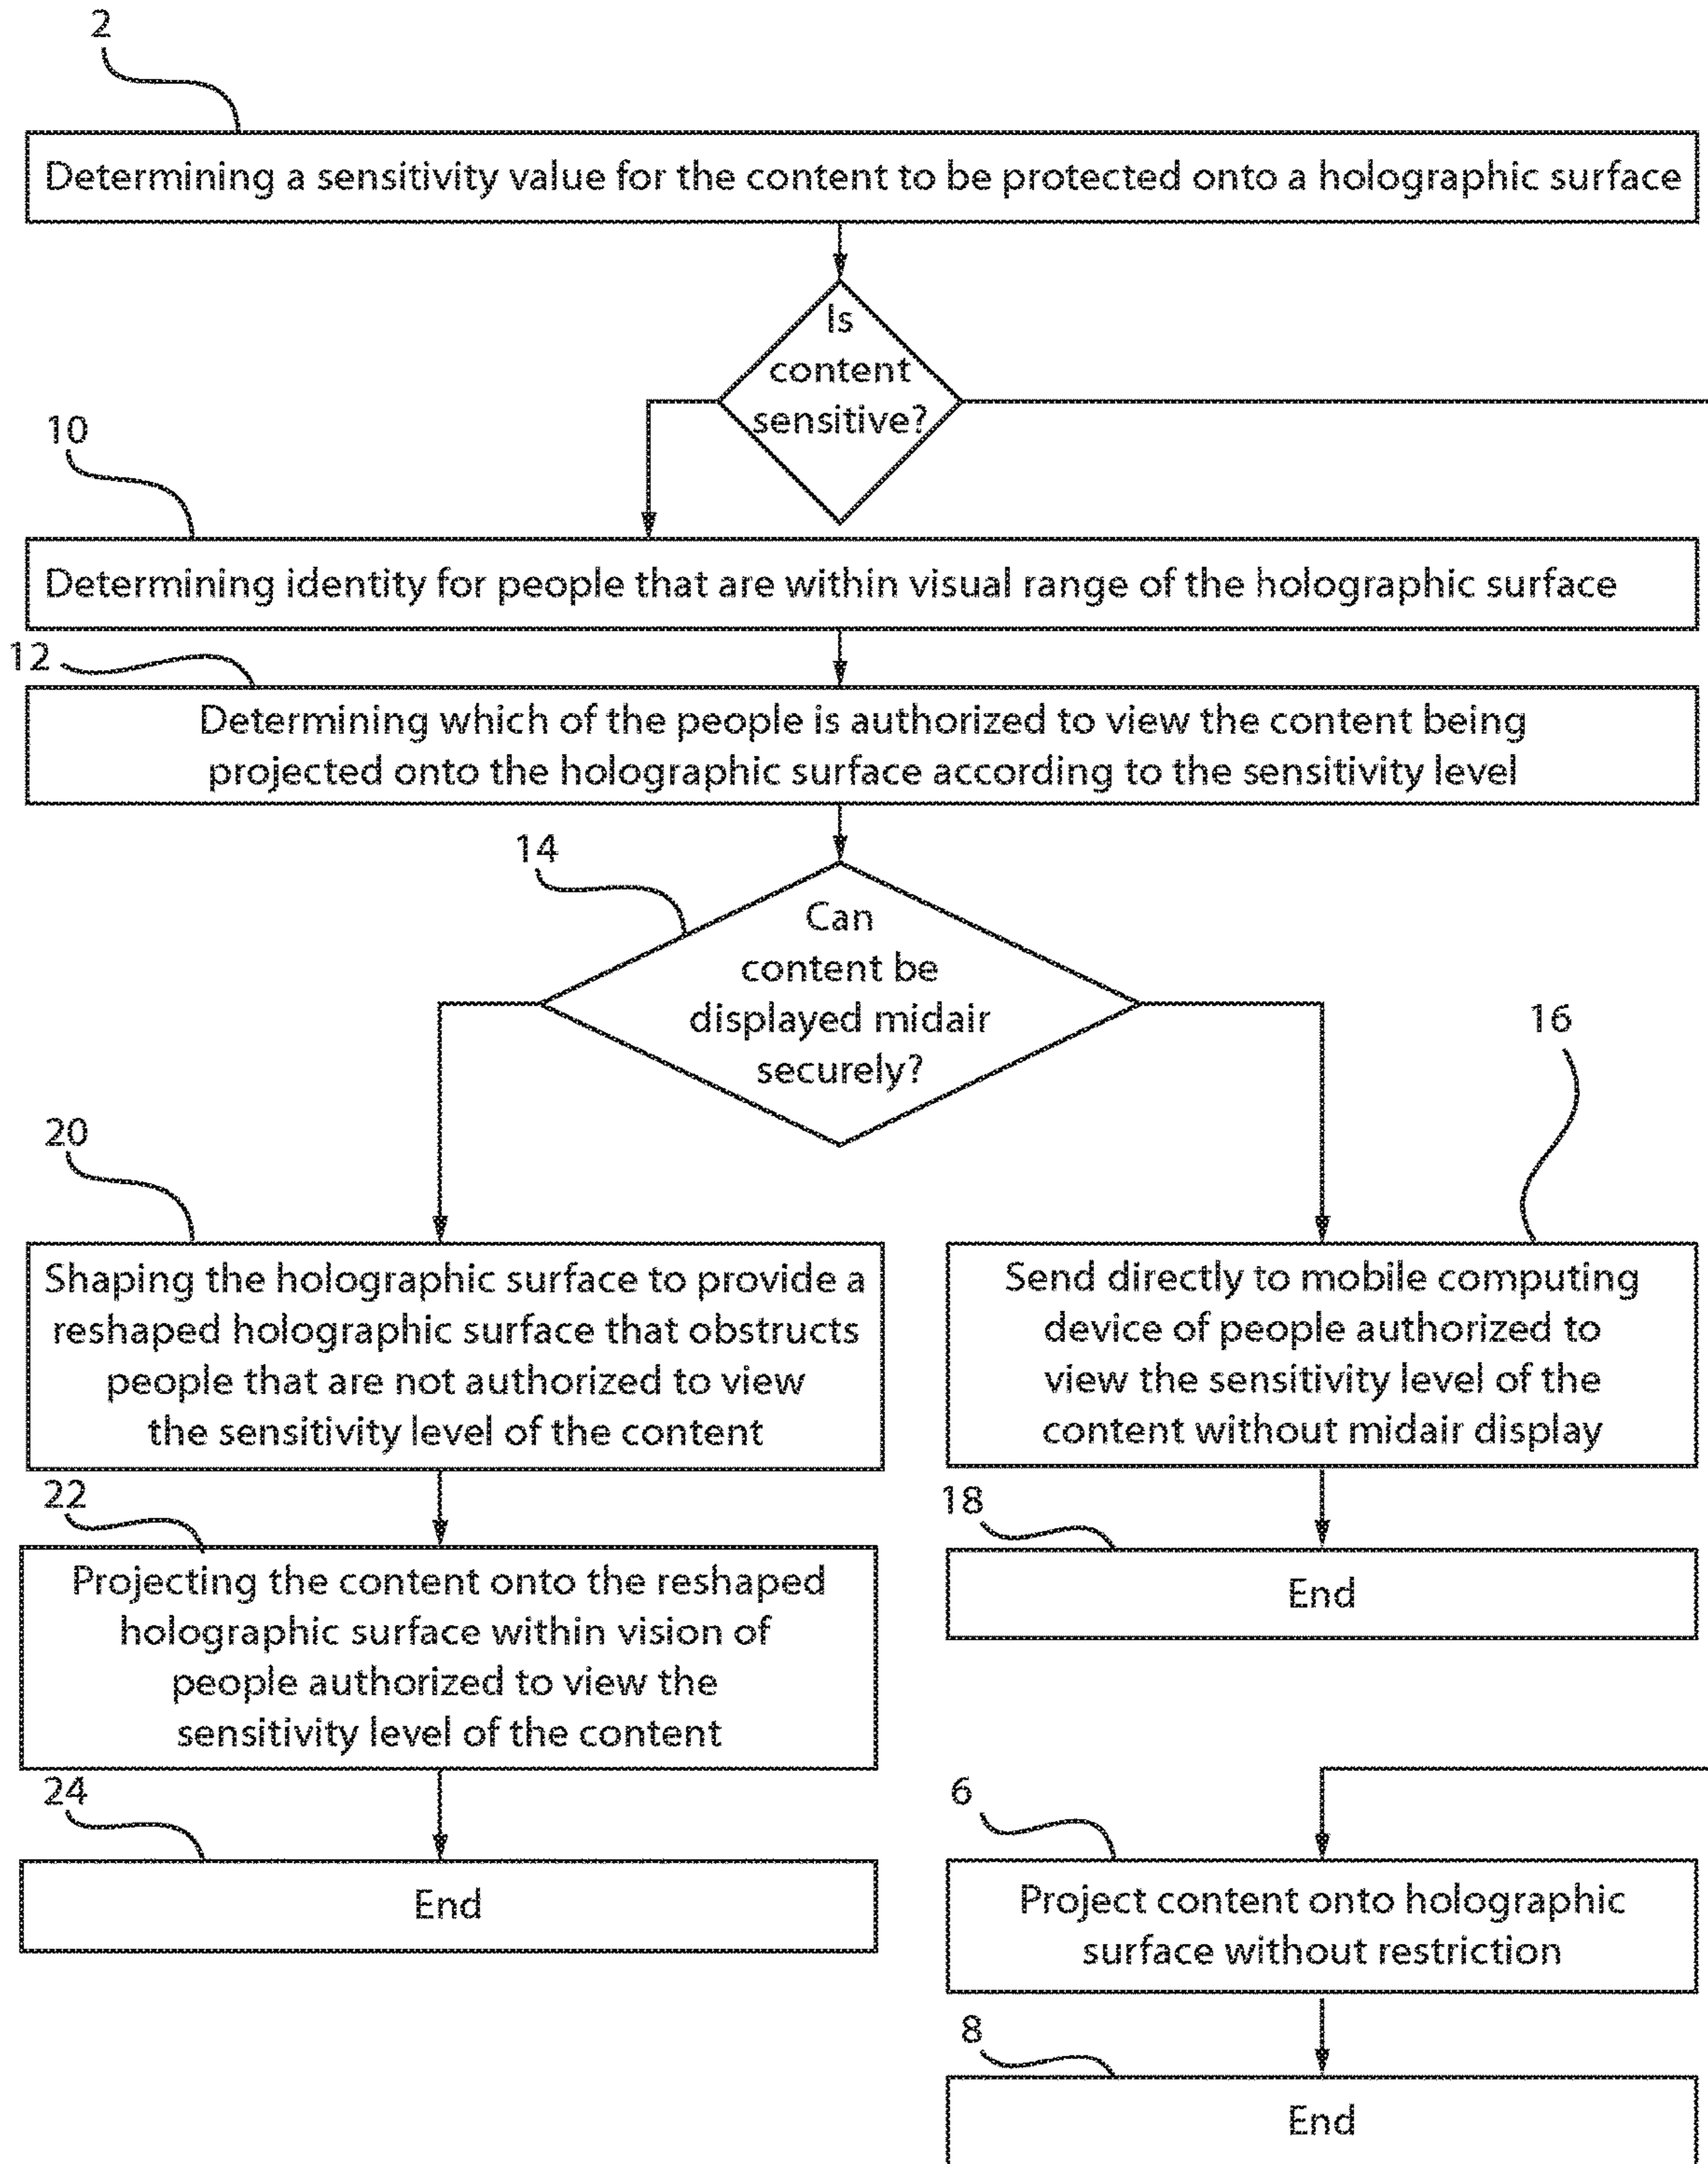 2
Determining a sensitivity value for the content to be protected onto a holographic surface
Is
content
sensitive?
10
Determining identity for people that are within visual range of the holographic surface
12
Determining which of the people is authorized to view the content being
projected onto the holographic surface according to the sensitivity level
14
Can
content be
displayed midair
securely?
16
20
Shaping the holographic surface to provide a
reshaped holographic surface that obstructs
people that are not authorized to view
the sensitivity level of the content
Send directly to mobile computing
device of people authorized to
view the sensitivity level of the
content without midair display
22
Projecting the content onto the reshaped
holographic surface within vision of
people authorized to view the
sensitivity level of the content
18
End
24
End
6
Project content onto holographic
surface without restriction
8
End